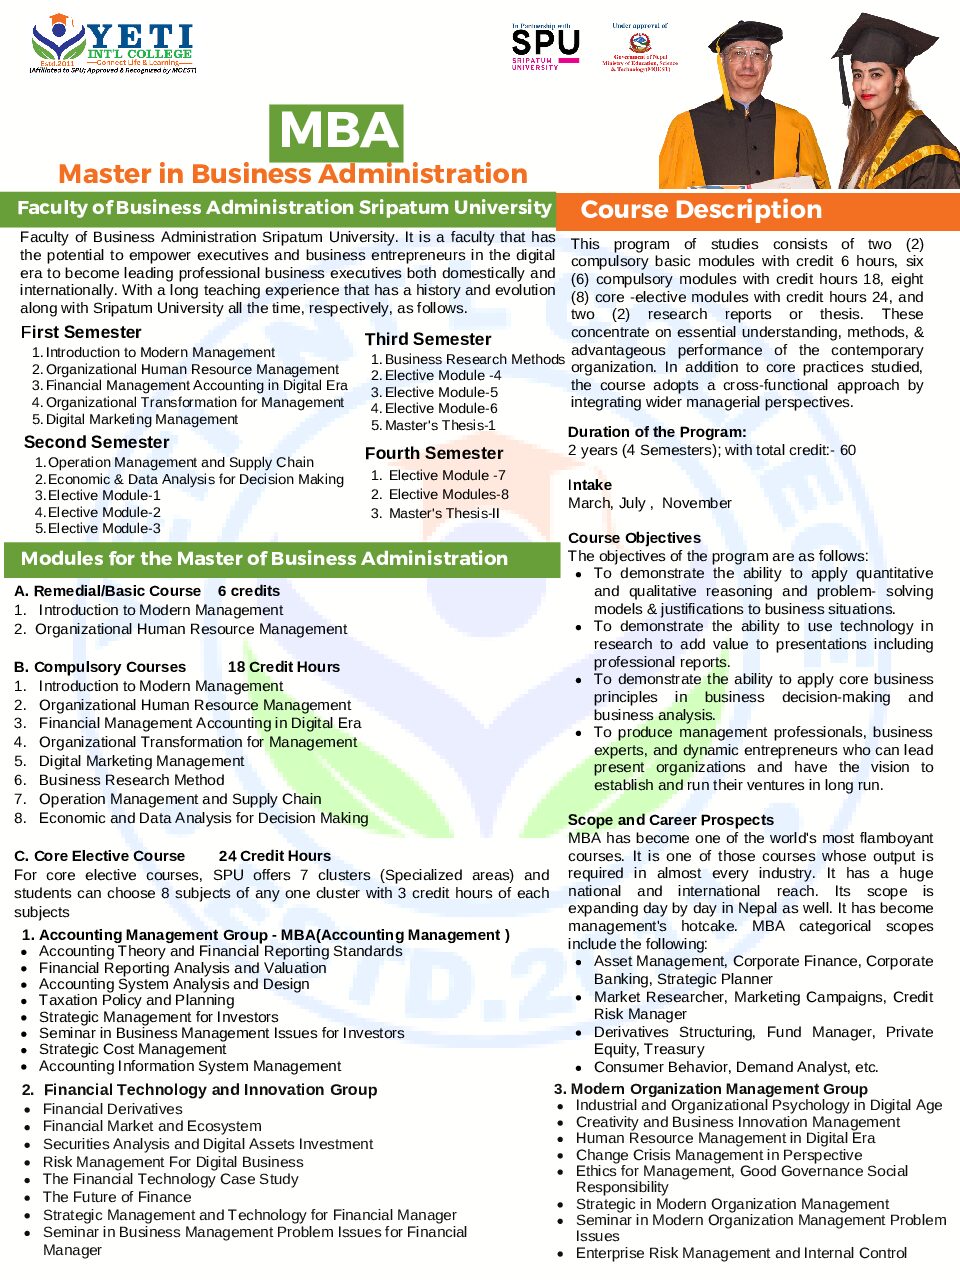 YETI
INT'L COLLEGE
Estd.2011
Connect Life & Learning
(Affiliated to SPU; Approved & Recognized by MOEST)
In Partnership with
SPU
SRIPATUM
UNIVERSITY
Under approval of
Government of Nepal
Ministry of Education, Science
& Technology(MOEST)
MBA
Master in Business Administration
Faculty of Business Administration Sripatum University
Faculty of Business Administration Sripatum University. It is a faculty that has
the potential to empower executives and business entrepreneurs in the digital
era to become leading professional business executives both domestically and
internationally. With a long teaching experience that has a history and evolution
along with Sripatum University all the time, respectively, as follows.
First Semester
1. Introduction to Modern Management
2. Organizational Human Resource Management
3. Financial Management Accounting in Digital Era
4. Organizational Transformation for Management
5. Digital Marketing Management
Second Semester
1. Operation Management and Supply Chain
2. Economic & Data Analysis for Decision Making
3. Elective Module-1
4. Elective Module-2
5. Elective Module-3
Third Semester
1. Business Research Methods
2. Elective Module -4
3. Elective Module-5
4. Elective Module-6
5. Master's Thesis-1
Fourth Semester
1. Elective Module -7
2. Elective Modules-8
3. Master's Thesis-II
Modules for the Master of Business Administration
A. Remedial/Basic Course 6 credits
1. Introduction to Modern Management
2. Organizational Human Resource Management
B. Compulsory Courses 18 Credit Hours
1. Introduction to Modern Management
2. Organizational Human Resource Management
3. Financial Management Accounting in Digital Era
4. Organizational Transformation for Management
5. Digital Marketing Management
6. Business Research Method
7. Operation Management and Supply Chain
8. Economic and Data Analysis for Decision Making
C. Core Elective Course 24 Credit Hours
For core elective courses, SPU offers 7 clusters (Specialized areas) and
students can choose 8 subjects of any one cluster with 3 credit hours of each
subjects
1. Accounting Management Group - MBA(Accounting Management )
• Accounting Theory and Financial Reporting Standards
• Financial Reporting Analysis and Valuation
• Accounting System Analysis and Design
• Taxation Policy and Planning
• Strategic Management for Investors
• Seminar in Business Management Issues for Investors
• Strategic Cost Management
• Accounting Information System Management
2. Financial Technology and Innovation Group
• Financial Derivatives
• Financial Market and Ecosystem
• Securities Analysis and Digital Assets Investment
• Risk Management For Digital Business
• The Financial Technology Case Study
• The Future of Finance
• Strategic Management and Technology for Financial Manager
• Seminar in Business Management Problem Issues for Financial
Manager
Course Description
This program of studies consists of two (2)
compulsory basic modules with credit 6 hours, six
(6) compulsory modules with credit hours 18, eight
(8) core -elective modules with credit hours 24, and
two (2) research reports or thesis. These
concentrate on essential understanding, methods, &
advantageous performance of the contemporary
organization. In addition to core practices studied,
the course adopts a cross-functional approach by
integrating wider managerial perspectives.
Duration of the Program:
2 years (4 Semesters); with total credit:- 60
Intake
March, July , November
Course Objectives
The objectives of the program are as follows:
• To demonstrate the ability to apply quantitative
and qualitative reasoning and problem- solving
models & justifications to business situations.
• To demonstrate the ability to use technology in
research to add value to presentations including
professional reports.
• To demonstrate the ability to apply core business
principles in business decision-making and
business analysis.
• To produce management professionals, business
experts, and dynamic entrepreneurs who can lead
present organizations and have the vision to
establish and run their ventures in long run.
Scope and Career Prospects
MBA has become one of the world's most flamboyant
courses. It is one of those courses whose output is
required in almost every industry. It has a huge
national and international reach. Its scope is
expanding day by day in Nepal as well. It has become
management's hotcake. MBA categorical scopes
include the following:
• Asset Management, Corporate Finance, Corporate
Banking, Strategic Planner
• Market Researcher, Marketing Campaigns, Credit
Risk Manager
• Derivatives Structuring, Fund Manager, Private
Equity, Treasury
• Consumer Behavior, Demand Analyst, etc.
3. Modern Organization Management Group
• Industrial and Organizational Psychology in Digital Age
• Creativity and Business Innovation Management
• Human Resource Management in Digital Era
• Change Crisis Management in Perspective
• Ethics for Management, Good Governance Social
Responsibility
• Strategic in Modern Organization Management
• Seminar in Modern Organization Management Problem
Issues
• Enterprise Risk Management and Internal Control